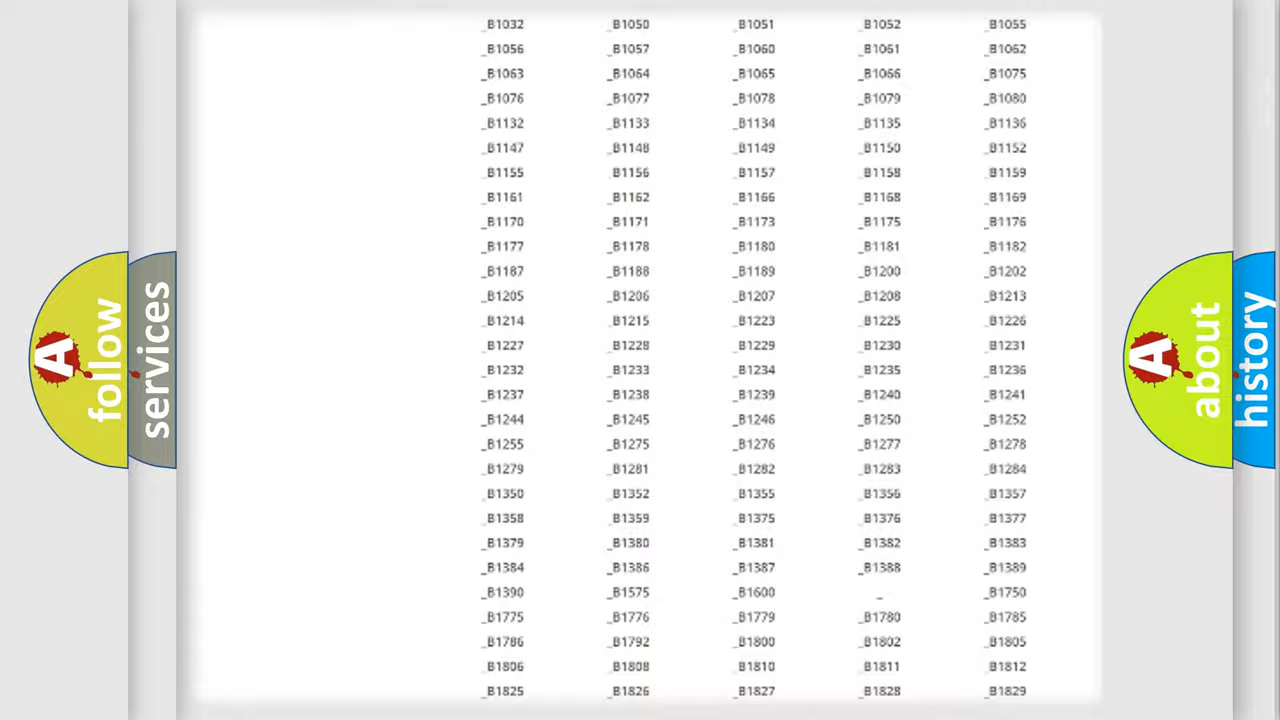 _B1032 _B1050 _B1051 _B1052 _B1055
_B1056 _B1057 _B1060 _B1061 _B1062
_B1063 _B1064 _B1065 _B1066 _B1075
_B1076 _B1077 _B1078 _B1079 _B1080
_B1132 _B1133 _B1134 _B1135 _B1136
_B1147 _B1148 _B1149 _B1150 _B1152
_B1155 _B1156 _B1157 _B1158 _B1159
_B1161 _B1162 _B1166 _B1168 _B1169
_B1170 _B1171 _B1173 _B1175 _B1176
_B1177 _B1178 _B1180 _B1181 _B1182
_B1187 _B1188 _B1189 _B1200 _B1202
_B1205 _B1206 _B1207 _B1208 _B1213
_B1214 _B1215 _B1223 _B1225 _B1226
_B1227 _B1228 _B1229 _B1230 _B1231
_B1232 _B1233 _B1234 _B1235 _B1236
_B1237 _B1238 _B1239 _B1240 _B1241
_B1244 _B1245 _B1246 _B1250 _B1252
_B1255 _B1275 _B1276 _B1277 _B1278
_B1279 _B1281 _B1282 _B1283 _B1284
_B1350 _B1352 _B1355 _B1356 _B1357
_B1358 _B1359 _B1375 _B1376 _B1377
_B1379 _B1380 _B1381 _B1382 _B1383
_B1384 _B1386 _B1387 _B1388 _B1389
_B1390 _B1575 _B1600 _ _B1750
_B1775 _B1776 _B1779 _B1780 _B1785
_B1786 _B1792 _B1800 _B1802 _B1805
_B1806 _B1808 _B1810 _B1811 _B1812
_B1825 _B1826 _B1827 _B1828 _B1829
A
follow
services
A
about
history